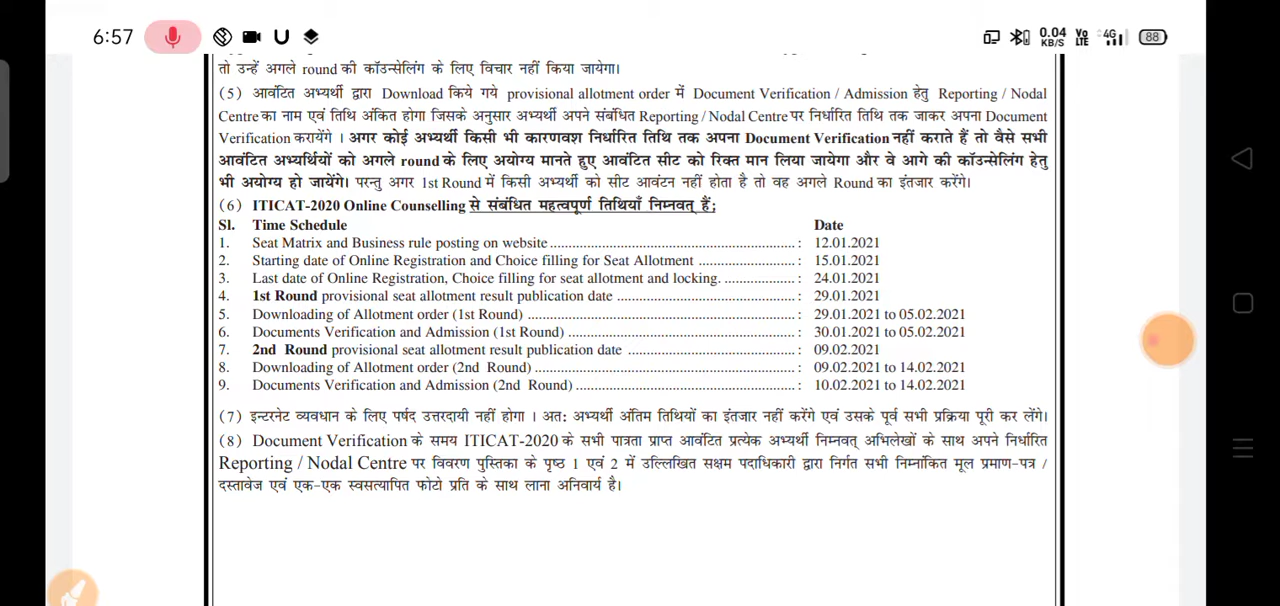 6:57
0.04 KB/S Vo LTE 4G 88
तो उन्हें अगले round की कॉउन्सेलिंग के लिए विचार नहीं किया जायेगा।
(5) आवंटित अभ्यर्थी द्वारा Download किये गये provisional allotment order में Document Verification / Admission हेतु Reporting / Nodal
Centre का नाम एवं तिथि अंकित होगा जिसके अनुसार अभ्यर्थी अपने संबंधित Reporting / Nodal Centre पर निर्धारित तिथि तक जाकर अपना Document
Verification करायेंगे । अगर कोई अभ्यर्थी किसी भी कारणवश निर्धारित तिथि तक अपना Document Verification नहीं कराते हैं तो वैसे सभी
आवंटित अभ्यर्थियों को अगले round के लिए अयोग्य मानते हुए आवंटित सीट को रिक्त मान लिया जायेगा और वे आगे की कॉउन्सेलिंग हेतु
भी अयोग्य हो जायेंगे। परन्तु अगर 1st Round में किसी अभ्यर्थी को सीट आवंटन नहीं होता है तो वह अगले Round का इंतजार करेंगे।
(6) ITICAT-2020 Online Counselling से संबंधित महत्वपूर्ण तिथियाँ निम्नवत् हैं;
Sl. Time Schedule Date
1. Seat Matrix and Business rule posting on website : 12.01.2021
2. Starting date of Online Registration and Choice filling for Seat Allotment : 15.01.2021
3. Last date of Online Registration, Choice filling for seat allotment and locking. : 24.01.2021
4. 1st Round provisional seat allotment result publication date : 29.01.2021
5. Downloading of Allotment order (1st Round) : 29.01.2021 to 05.02.2021
6. Documents Verification and Admission (1st Round) : 30.01.2021 to 05.02.2021
7. 2nd Round provisional seat allotment result publication date : 09.02.2021
8. Downloading of Allotment order (2nd Round) : 09.02.2021 to 14.02.2021
9. Documents Verification and Admission (2nd Round) : 10.02.2021 to 14.02.2021
(7) इन्टरनेट व्यवधान के लिए पर्षद उत्तरदायी नहीं होगा । अतः अभ्यर्थी अंतिम तिथियों का इंतजार नहीं करेंगे एवं उसके पूर्व सभी प्रक्रिया पूरी कर लेंगे।
(8) Document Verification के समय ITICAT-2020 के सभी पात्रता प्राप्त आवंटित प्रत्येक अभ्यर्थी निम्नवत् अभिलेखों के साथ अपने निर्धारित
Reporting / Nodal Centre पर विवरण पुस्तिका के पृष्ठ 1 एवं 2 में उल्लिखित सक्षम पदाधिकारी द्वारा निर्गत सभी निम्नांकित मूल प्रमाण-पत्र /
दस्तावेज एवं एक-एक स्वसत्यापित फोटो प्रति के साथ लाना अनिवार्य है।